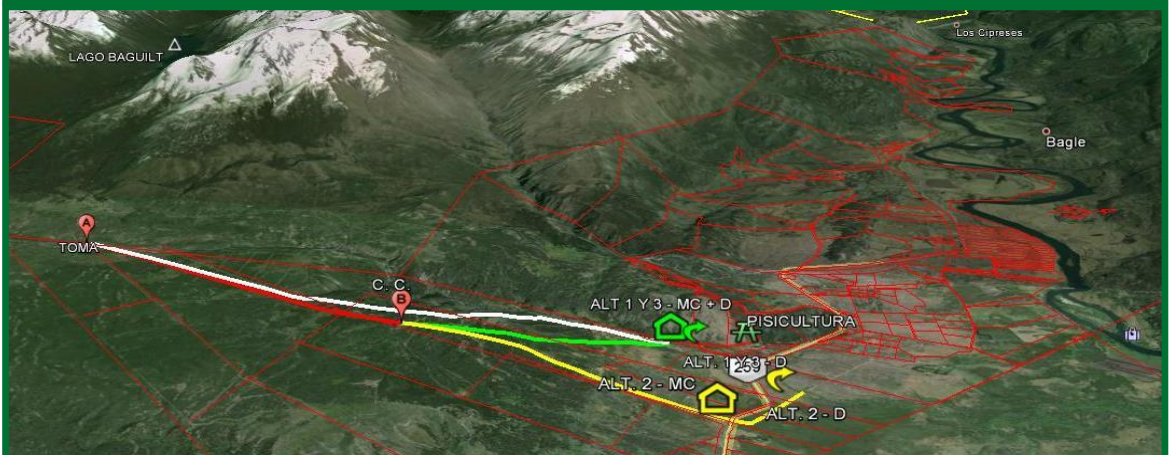 Los Cipreses
LAGO BAGUILT
Bagle
A
TOMA
C. C.
B
ALT 1 Y 3 - MC + D
PISICULTURA
ALT. 1 Y 3 - D
259
ALT. 2 - MC
ALT. 2 - D